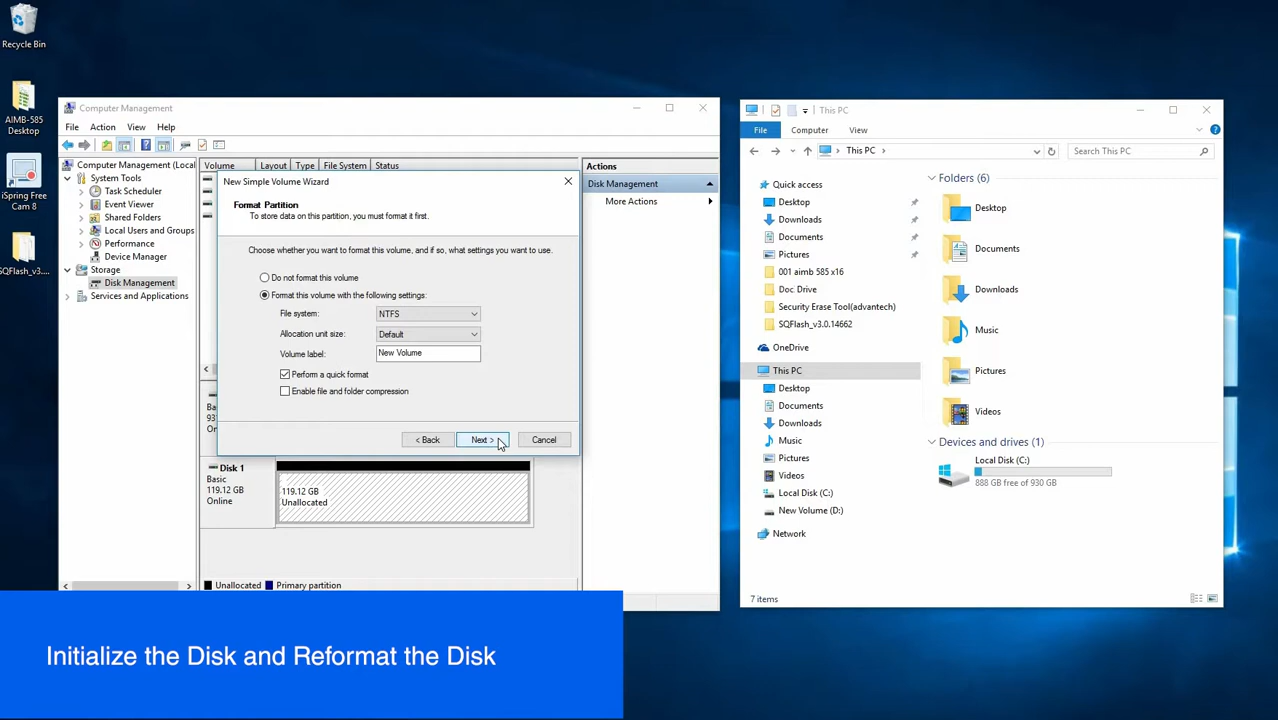 Recycle Bin
AIMB-585
Desktop
iSpring Free
Cam 8
SQFlash_v3....
Computer Management
File Action View Help
Computer Management (Local
System Tools
Task Scheduler
Event Viewer
Shared Folders
Local Users and Groups
Performance
Device Manager
Storage
Disk Management
Services and Applications
Volume Layout Type File System Status
New Simple Volume Wizard
Format Partition
To store data on this partition, you must format it first.
Choose whether you want to format this volume, and if so, what settings you want to use.
Do not format this volume
Format this volume with the following settings:
File system: NTFS
Allocation unit size: Default
Volume label: New Volume
Perform a quick format
Enable file and folder compression
< Back Next > Cancel
Disk 1
Basic
119.12 GB
Online
119.12 GB
Unallocated
Unallocated Primary partition
Actions
Disk Management
More Actions
This PC
File Computer View
This PC
Search This PC
Quick access
Desktop
Downloads
Documents
Pictures
001 aimb 585 x16
Doc. Drive
Security Erase Tool(advantech)
SQFlash_v3.0.14662
OneDrive
This PC
Desktop
Documents
Downloads
Music
Pictures
Videos
Local Disk (C:)
New Volume (D:)
Network
Folders (6)
Desktop
Documents
Downloads
Music
Pictures
Videos
Devices and drives (1)
Local Disk (C:)
888 GB free of 930 GB
7 items
Initialize the Disk and Reformat the Disk